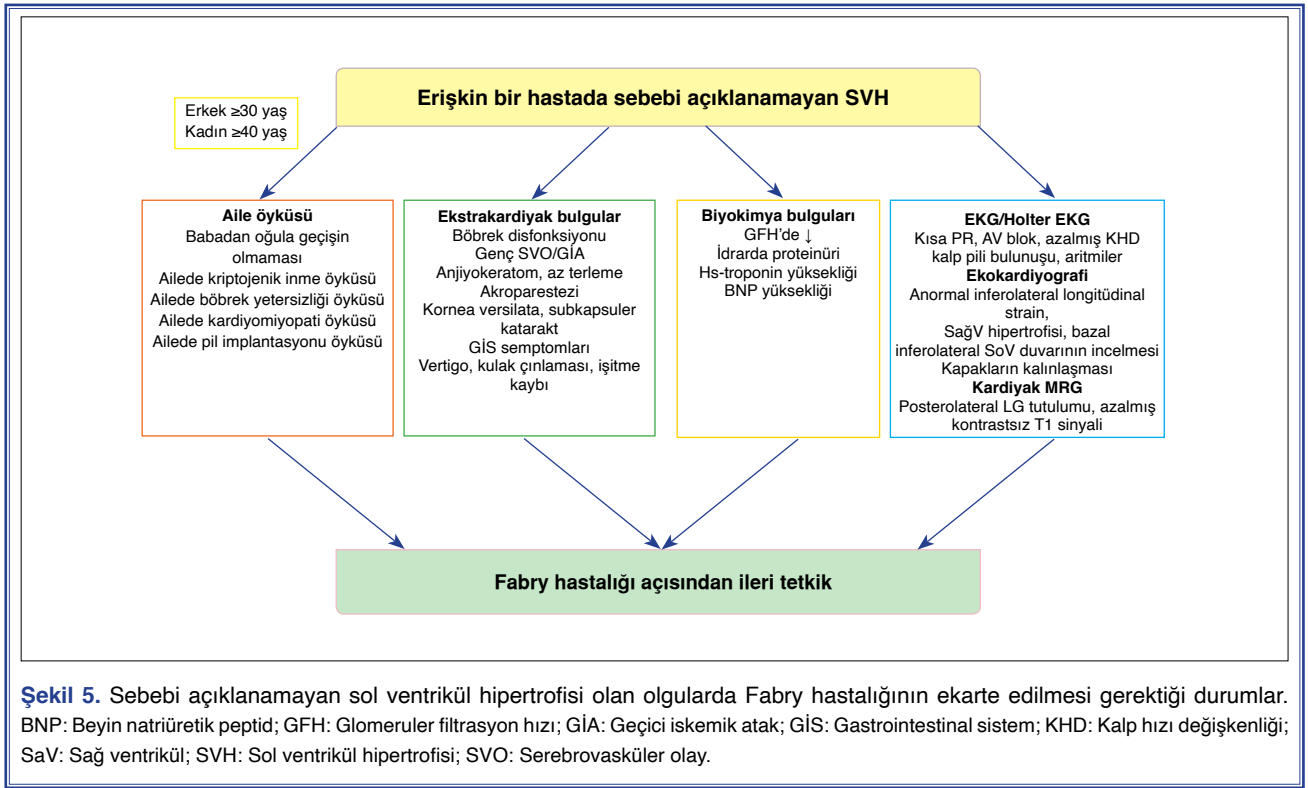 Erişkin bir hastada sebebi açıklanamayan SVH
Erkek ≥30 yaş
Kadın ≥40 yaş
Aile öyküsü
Babadan oğula geçişin
olmaması
Ailede kriptojenik inme öyküsü
Ailede böbrek yetersizliği öyküsü
Ailede kardiyomiyopati öyküsü
Ailede pil implantasyonu öyküsü
Ekstrakardiyak bulgular
Böbrek disfonksiyonu
Genç SVO/GİA
Anjiyokeratom, az terleme
Akroparestezi
Kornea versilata, subkapsuler
katarakt
GİS semptomları
Vertigo, kulak çınlaması, işitme
kaybı
Biyokimya bulguları
GFH'de ↓
İdrarda proteinüri
Hs-troponin yüksekliği
BNP yüksekliği
EKG/Holter EKG
Kısa PR, AV blok, azalmış KHD
kalp pili bulunuşu, aritmiler
Ekokardiyografi
Anormal inferolateral longitüdinal
strain,
SağV hipertrofisi, bazal
inferolateral SoV duvarının incelmesi
Kapakların kalınlaşması
Kardiyak MRG
Posterolateral LG tutulumu, azalmış
kontrastsız T1 sinyali
Fabry hastalığı açısından ileri tetkik
Şekil 5. Sebebi açıklanamayan sol ventrikül hipertrofisi olan olgularda Fabry hastalığının ekarte edilmesi gerektiği durumlar.
BNP: Beyin natriüretik peptid; GFH: Glomeruler filtrasyon hızı; GİA: Geçici iskemik atak; GİS: Gastrointestinal sistem; KHD: Kalp hızı değişkenliği;
SaV: Sağ ventrikül; SVH: Sol ventrikül hipertrofisi; SVO: Serebrovasküler olay.